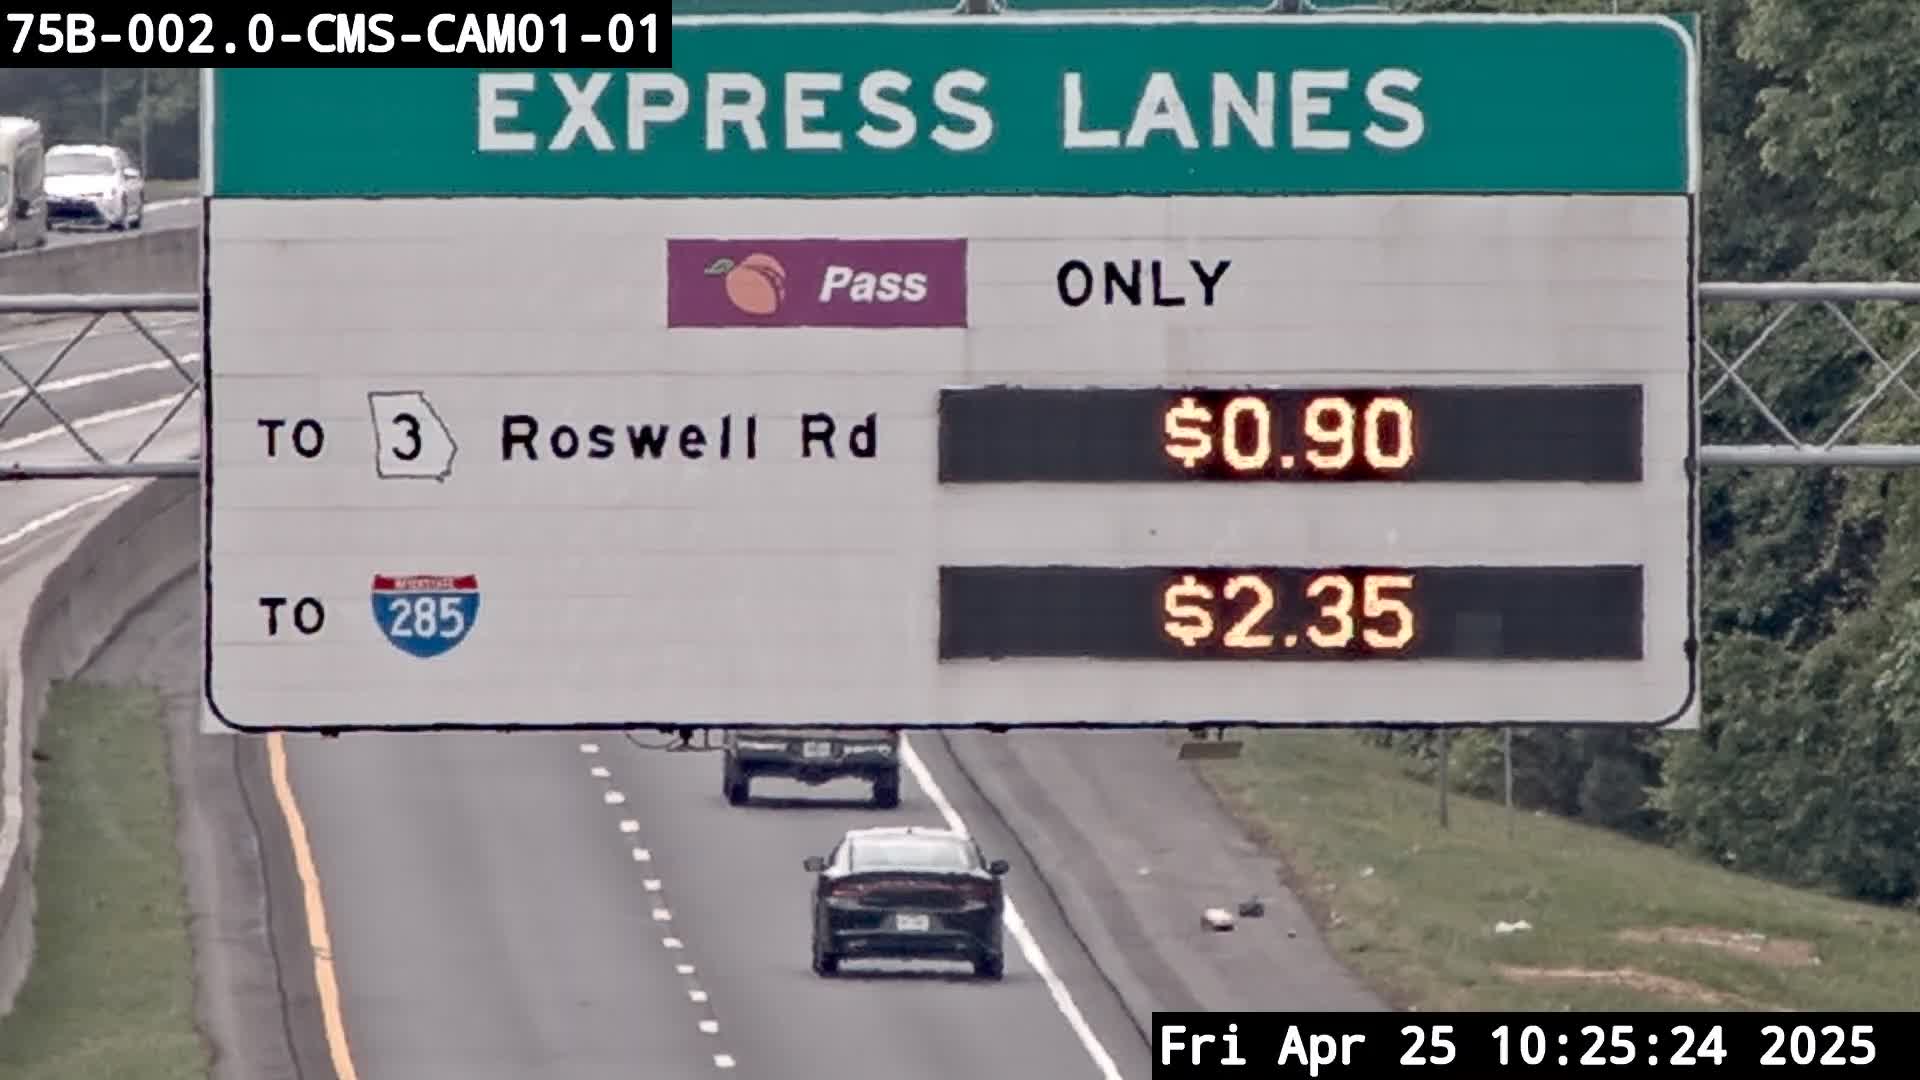 75B-002.0-CMS-CAM01-01
EXPRESS LANES
Pass ONLY
TO 3 Roswell Rd $0.90
TO INTERSTATE 285 $2.35
Fri Apr 25 10:25:24 2025